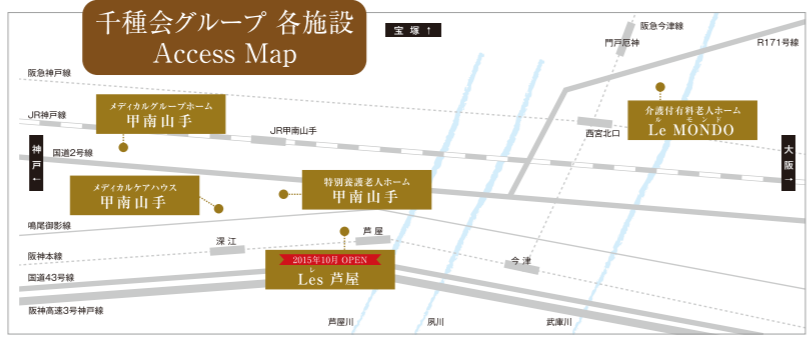 千種会グループ 各施設
Access Map
宝塚↑
阪急今津線
門戸厄神
R171号線
阪急神戸線
メディカルグループホーム
甲南山手
JR神戸線
JR甲南山手
西宮北口
介護付有料老人ホーム
ルモンド
Le MONDO
神戸←
大阪→
国道2号線
メディカルケアハウス
甲南山手
特別養護老人ホーム
甲南山手
鳴尾御影線
深江
芦屋
阪神本線
2015年10月 OPEN
レ
Les 芦屋
今津
国道43号線
阪神高速3号神戸線
芦屋川
夙川
武庫川